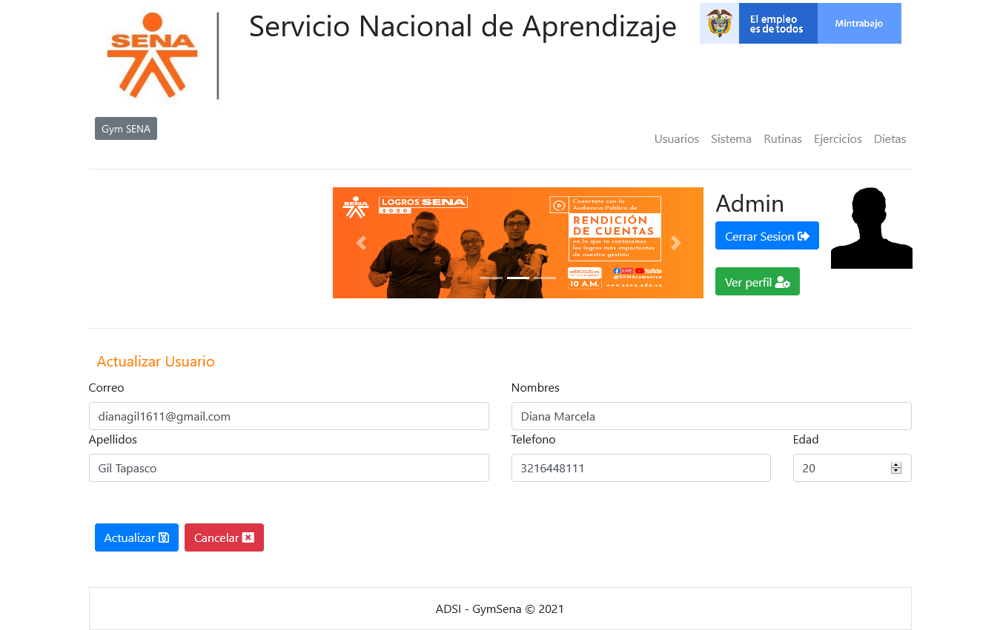 SENA
Servicio Nacional de Aprendizaje
El empleo
es de todos
Mintrabajo
Gym SENA
Usuarios Sistema Rutinas Ejercicios Dietas
SENA
LOGROS SENA
2020
Conéctate con la
Audiencia Pública de
RENDICIÓN
DE CUENTAS
en la que te contaremos
los logros más importantes
de nuestra gestión
10 A.M.
LIVE
YouTube
@SENAcomunica
www.sena.edu.co
Admin
Cerrar Sesion
Ver perfil
Actualizar Usuario
Correo
dianagil1611@gmail.com
Nombres
Diana Marcela
Apellidos
Gil Tapasco
Telefono
3216448111
Edad
20
Actualizar
Cancelar
ADSI - GymSena © 2021